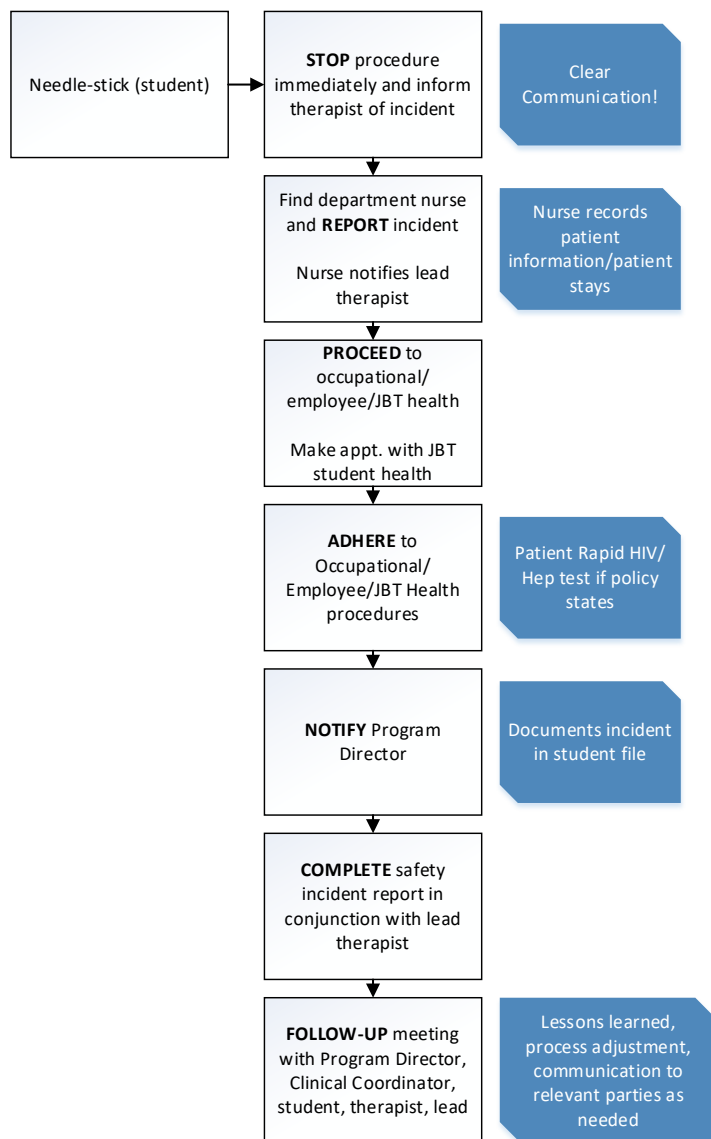 Needle-stick (student)
STOP procedure
immediately and inform
therapist of incident
Clear
Communication!
Find department nurse
and REPORT incident
Nurse notifies lead
therapist
Nurse records
patient
information/patient
stays
PROCEED to
occupational/
employee/JBT health
Make appt. with JBT
student health
ADHERE to
Occupational/
Employee/JBT Health
procedures
Patient Rapid HIV/
Hep test if policy
states
NOTIFY Program
Director
Documents incident
in student file
COMPLETE safety
incident report in
conjunction with lead
therapist
FOLLOW-UP meeting
with Program Director,
Clinical Coordinator,
student, therapist, lead
Lessons learned,
process adjustment,
communication to
relevant parties as
needed